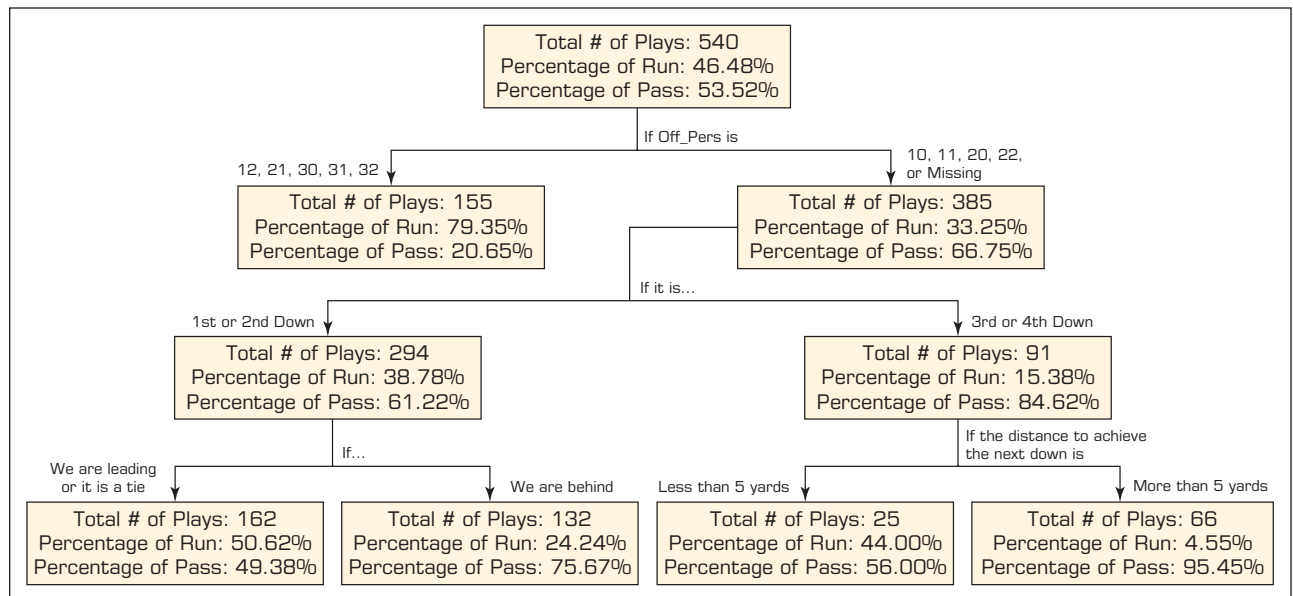 Total # of Plays: 540
Percentage of Run: 46.48%
Percentage of Pass: 53.52%
If Off_Pers is
12, 21, 30, 31, 32
10, 11, 20, 22,
or Missing
Total # of Plays: 155
Percentage of Run: 79.35%
Percentage of Pass: 20.65%
Total # of Plays: 385
Percentage of Run: 33.25%
Percentage of Pass: 66.75%
If it is...
1st or 2nd Down
3rd or 4th Down
Total # of Plays: 294
Percentage of Run: 38.78%
Percentage of Pass: 61.22%
Total # of Plays: 91
Percentage of Run: 15.38%
Percentage of Pass: 84.62%
If...
If the distance to achieve
the next down is
We are leading
or it is a tie
We are behind
Less than 5 yards
More than 5 yards
Total # of Plays: 162
Percentage of Run: 50.62%
Percentage of Pass: 49.38%
Total # of Plays: 132
Percentage of Run: 24.24%
Percentage of Pass: 75.67%
Total # of Plays: 25
Percentage of Run: 44.00%
Percentage of Pass: 56.00%
Total # of Plays: 66
Percentage of Run: 4.55%
Percentage of Pass: 95.45%